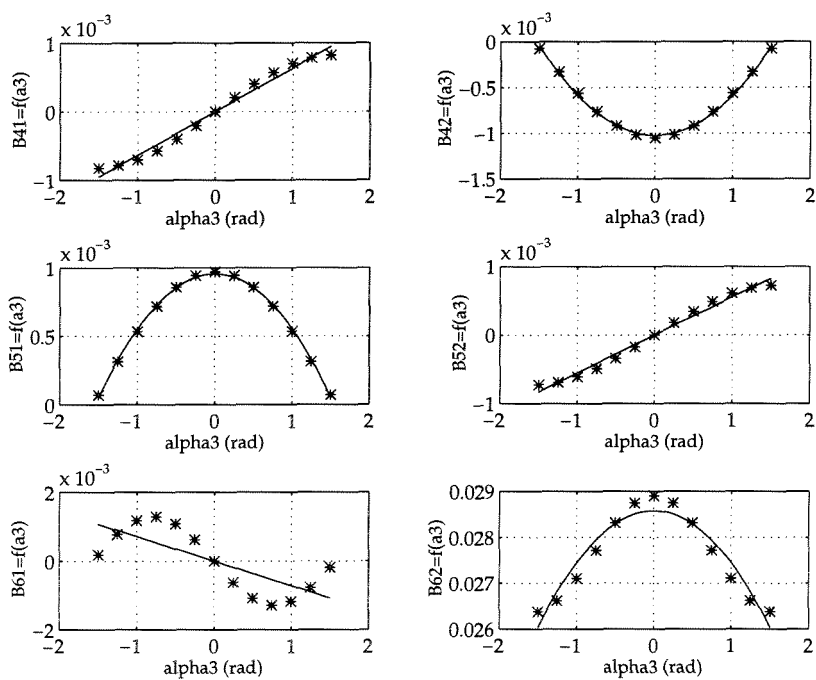 x 10^-3
1
0
−1
B41=f(a3)
−2
−1
0
1
2
alpha3 (rad)
x 10^-3
0
−0.5
−1
−1.5
B42=f(a3)
−2
−1
0
1
2
alpha3 (rad)
x 10^-3
1
0.5
0
B51=f(a3)
−2
−1
0
1
2
alpha3 (rad)
x 10^-3
1
0
−1
B52=f(a3)
−2
−1
0
1
2
alpha3 (rad)
x 10^-3
2
0
−2
B61=f(a3)
−2
−1
0
1
2
alpha3 (rad)
0.029
0.028
0.027
0.026
B62=f(a3)
−2
−1
0
1
2
alpha3 (rad)